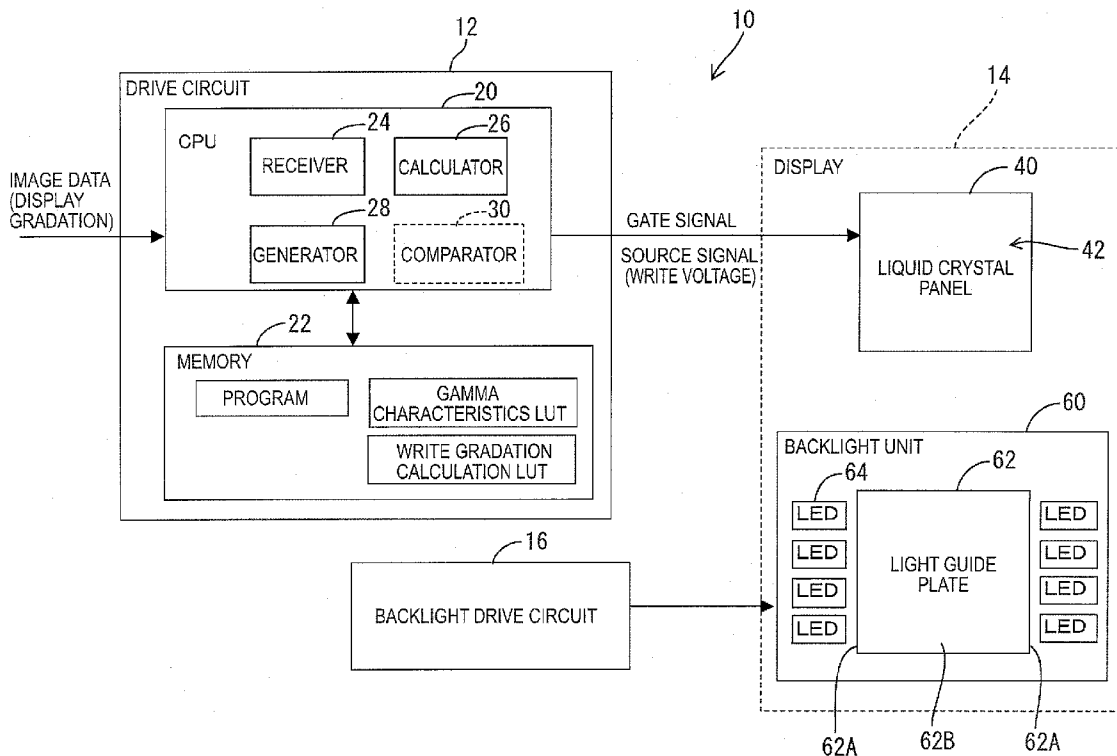 10
12
DRIVE CIRCUIT
20
CPU
24
RECEIVER
26
CALCULATOR
28
GENERATOR
30
COMPARATOR
IMAGE DATA
(DISPLAY
GRADATION)
GATE SIGNAL
SOURCE SIGNAL
(WRITE VOLTAGE)
22
MEMORY
PROGRAM
GAMMA
CHARACTERISTICS LUT
WRITE GRADATION
CALCULATION LUT
14
DISPLAY
40
42
LIQUID CRYSTAL
PANEL
60
BACKLIGHT UNIT
64
62
LED
LED
LED
LED
LIGHT GUIDE
PLATE
LED
LED
LED
LED
16
BACKLIGHT DRIVE CIRCUIT
62A
62B
62A